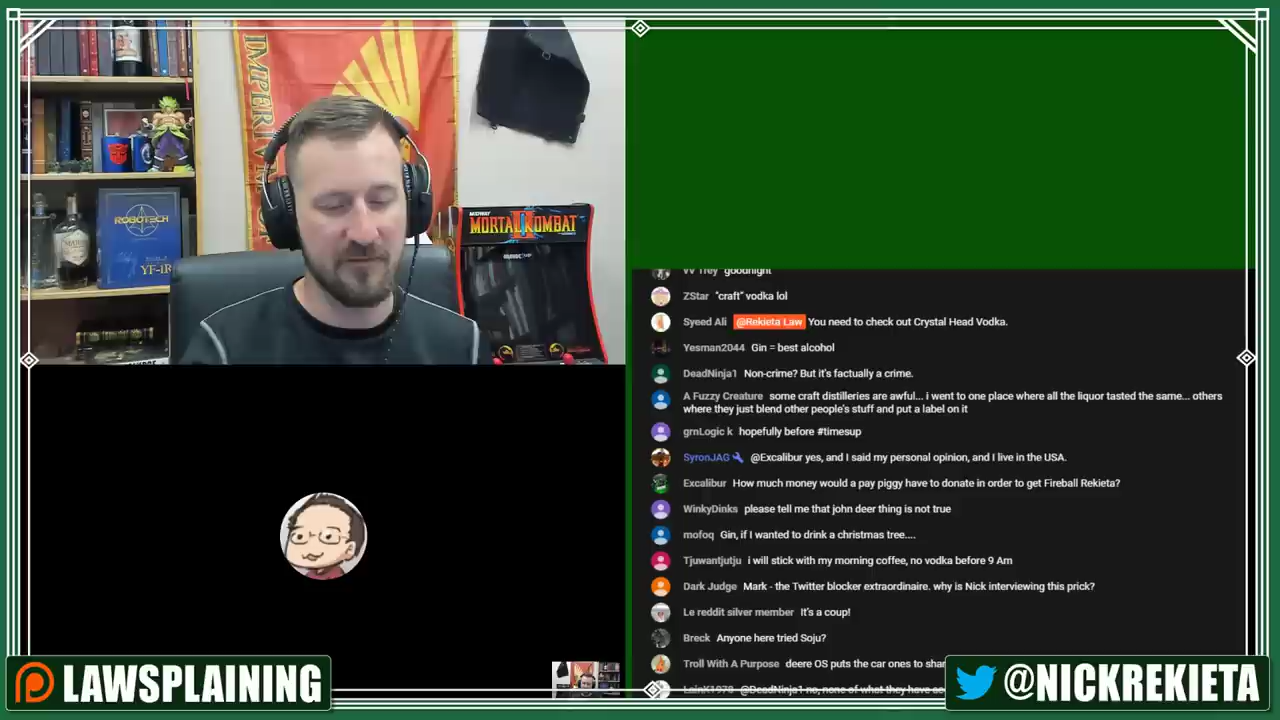 IMPERIVM
ROBOTECH
YF-1R
MIDWAY
MORTAL KOMBAT
II
VV Trey goodnight
ZStar "craft" vodka lol
Syeed Ali @Rekieta Law You need to check out Crystal Head Vodka.
Yesman2044 Gin = best alcohol
DeadNinja1 Non-crime? But it's factually a crime.
A Fuzzy Creature some craft distilleries are awful... i went to one place where all the liquor tasted the same... others
where they just blend other people's stuff and put a label on it
grnLogic k hopefully before #timesup
SyronJAG @Excalibur yes, and I said my personal opinion, and I live in the USA.
Excalibur How much money would a pay piggy have to donate in order to get Fireball Rekieta?
WinkyDinks please tell me that john deer thing is not true
mofoq Gin, if I wanted to drink a christmas tree....
Tjuwantjutju i will stick with my morning coffee, no vodka before 9 Am
Dark Judge Mark - the Twitter blocker extraordinaire. why is Nick interviewing this prick?
Le reddit silver member It's a coup!
Breck Anyone here tried Soju?
Troll With A Purpose deere OS puts the car ones to
@DeadNinja1 no, none of what they have
LAWSPLAINING
@NICKREKIETA